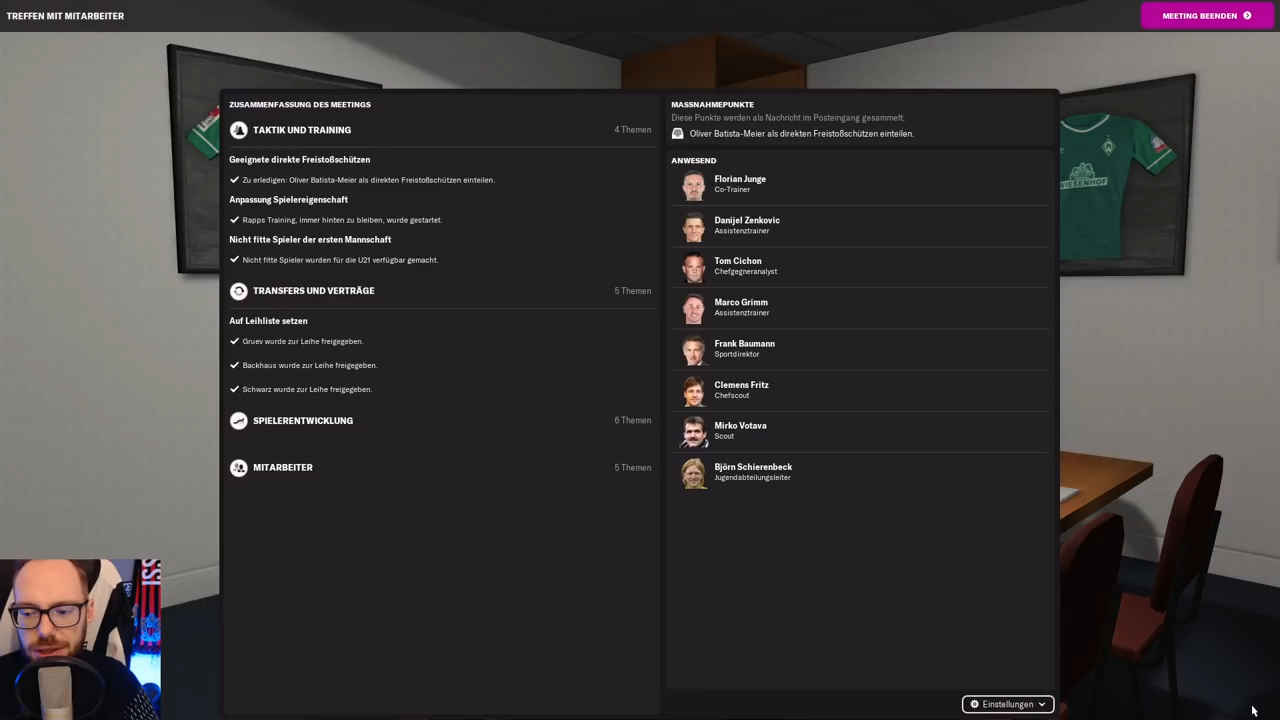 TREFFEN MIT MITARBEITER
MEETING BEENDEN
ZUSAMMENFASSUNG DES MEETINGS
TAKTIK UND TRAINING
4 Themen
Geeignete direkte Freistoßschützen
Zu erledigen: Oliver Batista-Meier als direkten Freistoßschützen einteilen.
Anpassung Spielereigenschaft
Rapps Training, immer hinten zu bleiben, wurde gestartet.
Nicht fitte Spieler der ersten Mannschaft
Nicht fitte Spieler wurden für die U21 verfügbar gemacht.
TRANSFERS UND VERTRÄGE
5 Themen
Auf Leihliste setzen
Gruev wurde zur Leihe freigegeben.
Backhaus wurde zur Leihe freigegeben.
Schwarz wurde zur Leihe freigegeben.
SPIELERENTWICKLUNG
6 Themen
MITARBEITER
5 Themen
MASSNAHMEPUNKTE
Diese Punkte werden als Nachricht im Posteingang gesammelt:
Oliver Batista-Meier als direkten Freistoßschützen einteilen.
ANWESEND
Florian Junge
Co-Trainer
Danijel Zenkovic
Assistenztrainer
Tom Cichon
Chefgegneranalyst
Marco Grimm
Assistenztrainer
Frank Baumann
Sportdirektor
Clemens Fritz
Chefscout
Mirko Votava
Scout
Björn Schierenbeck
Jugendabteilungsleiter
Einstellungen
WIESENHOF